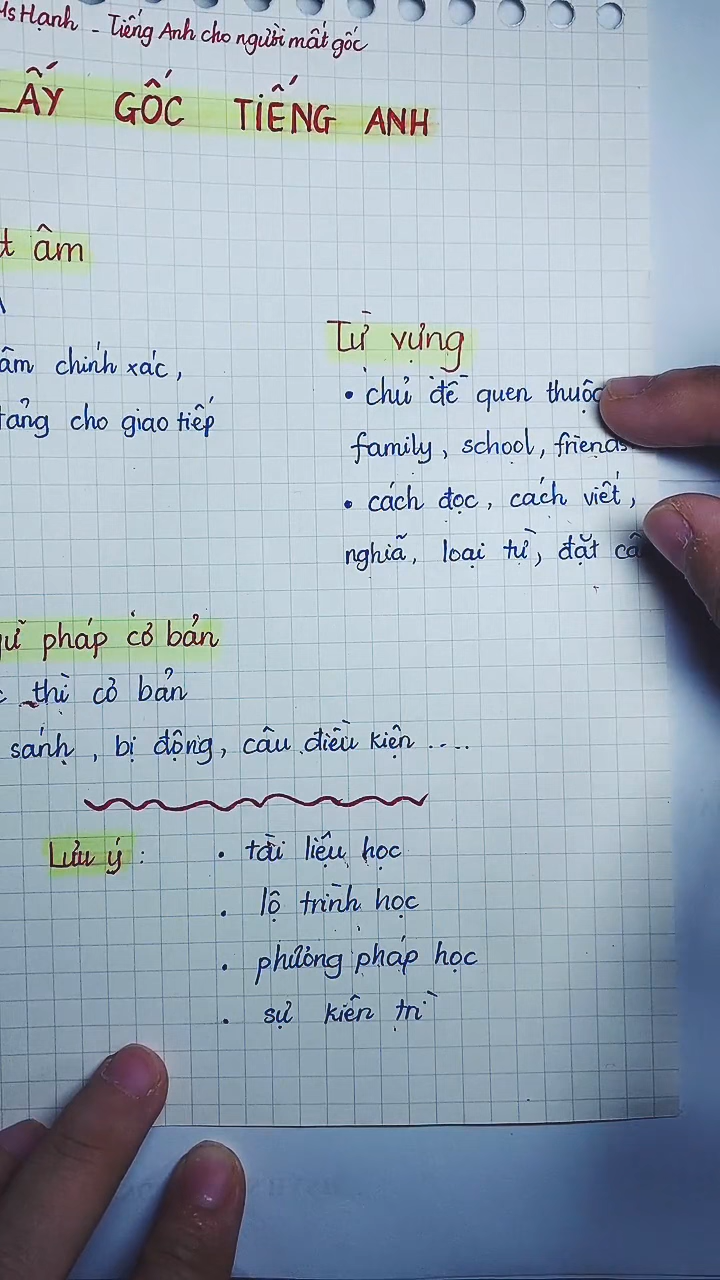 Ms Hạnh - Tiếng Anh cho người mất gốc
LẤY GỐC TIẾNG ANH
t âm
âm chính xác,
tảng cho giao tiếp
Từ vựng
• chủ đề quen thuộc
family, school, friends
• cách đọc, cách viết,
nghĩa, loại từ, đặt câ
gữ pháp cơ bản
c thì cơ bản
sánh, bị động, câu điều kiện ....
Lưu ý :
• tài liệu học
• lộ trình học
• phương pháp học
• sự kiên trì